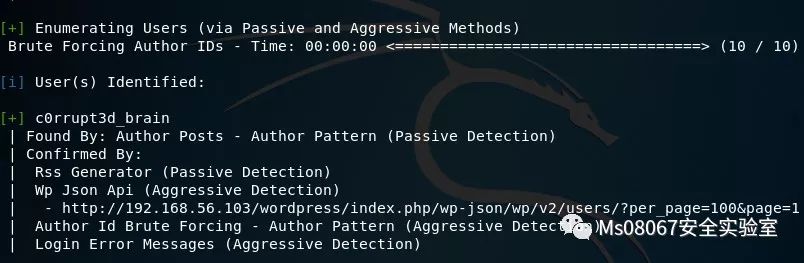 [+] Enumerating Users (via Passive and Aggressive Methods)
Brute Forcing Author IDs - Time: 00:00:00 <==================================> (10 / 10)
[i] User(s) Identified:
[+] c0rrupt3d_brain
| Found By: Author Posts - Author Pattern (Passive Detection)
| Confirmed By:
|  Rss Generator (Passive Detection)
|  Wp Json Api (Aggressive Detection)
|   - http://192.168.56.103/wordpress/index.php/wp-json/wp/v2/users/?per_page=100&page=1
|  Author Id Brute Forcing - Author Pattern (Aggressive Detection)
|  Login Error Messages (Aggressive Detection)
Ms08067安全实验室